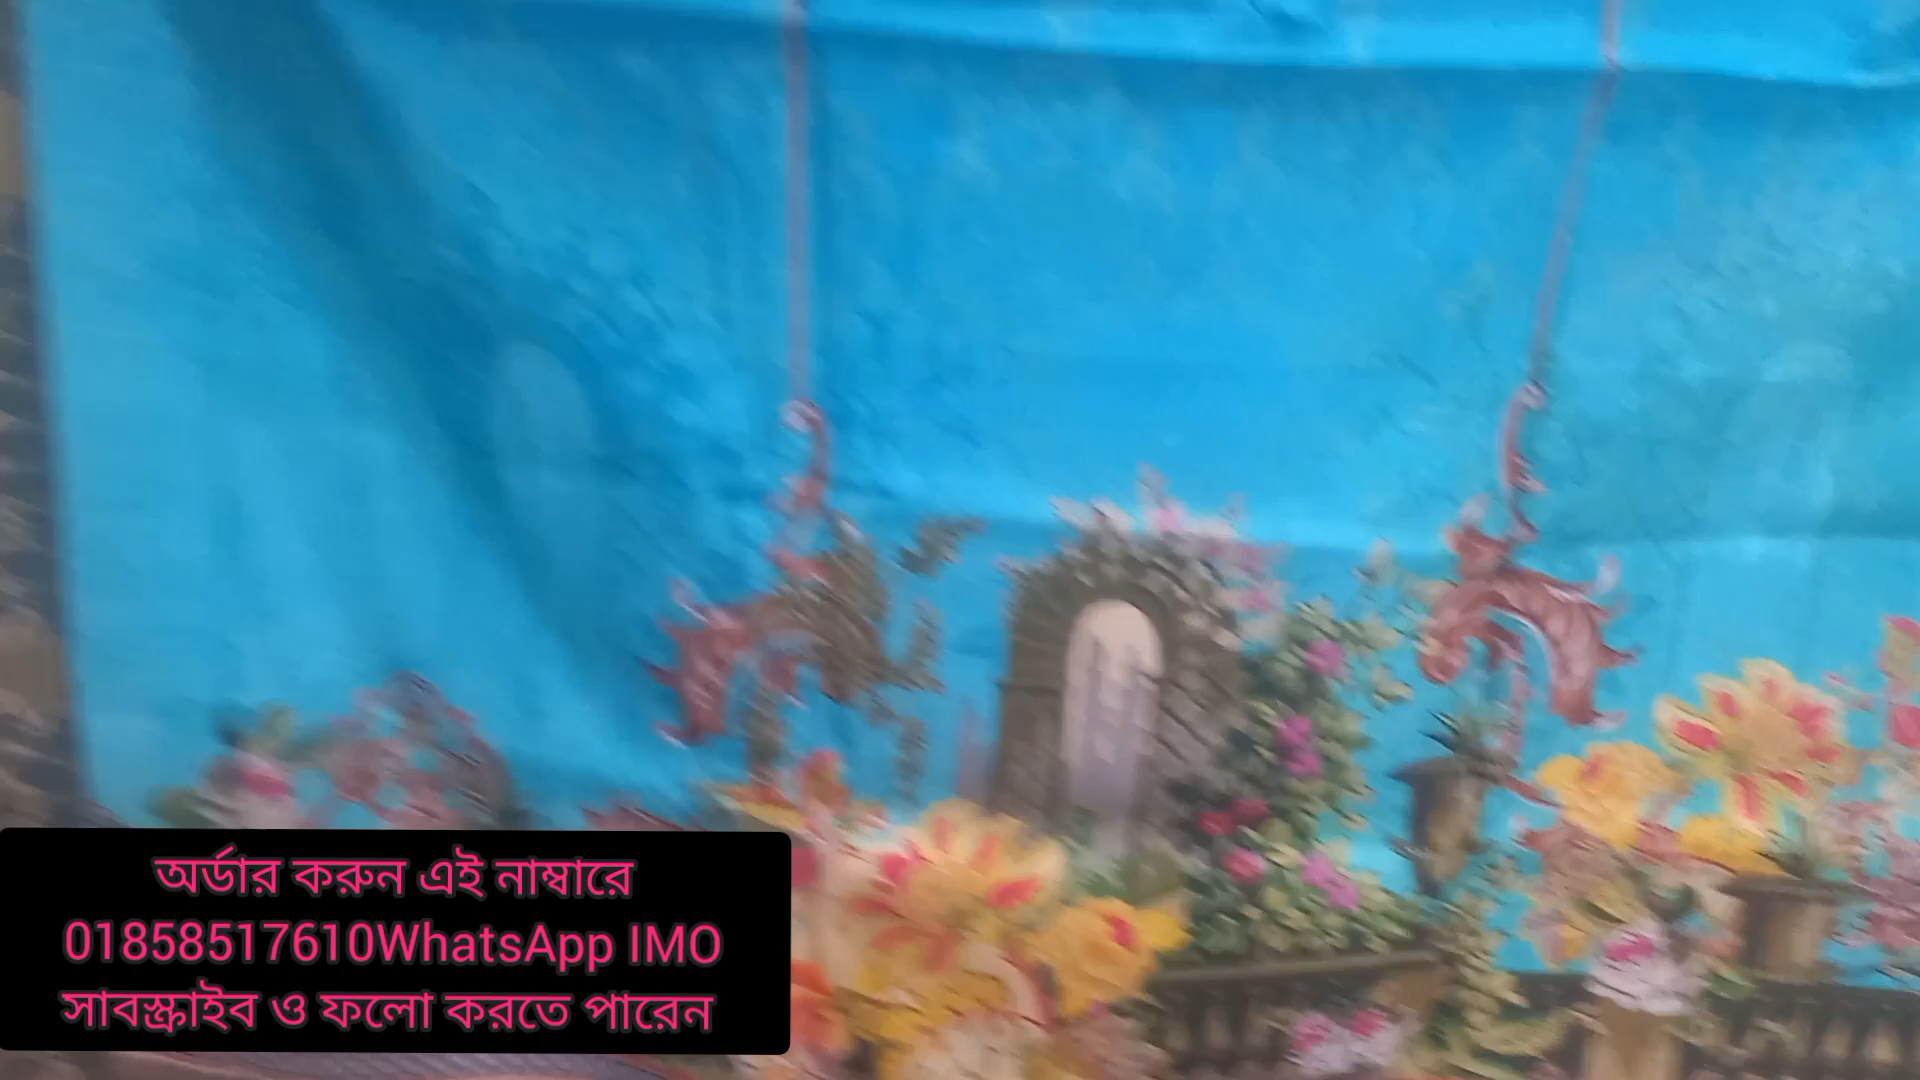 অর্ডার করুন এই নাম্বারে
01858517610WhatsApp IMO
সাবস্ক্রাইব ও ফলো করতে পারেন